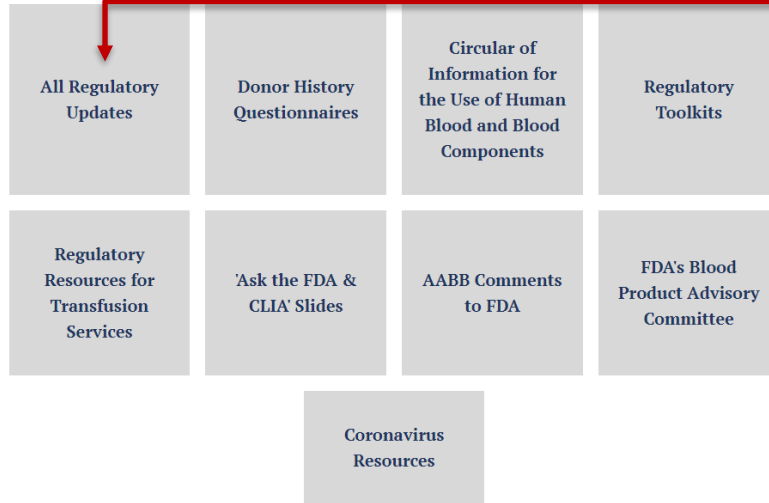 All Regulatory
Updates
Donor History
Questionnaires
Circular of
Information for
the Use of Human
Blood and Blood
Components
Regulatory
Toolkits
Regulatory
Resources for
Transfusion
Services
'Ask the FDA &
CLIA' Slides
AABB Comments
to FDA
FDA's Blood
Product Advisory
Committee
Coronavirus
Resources